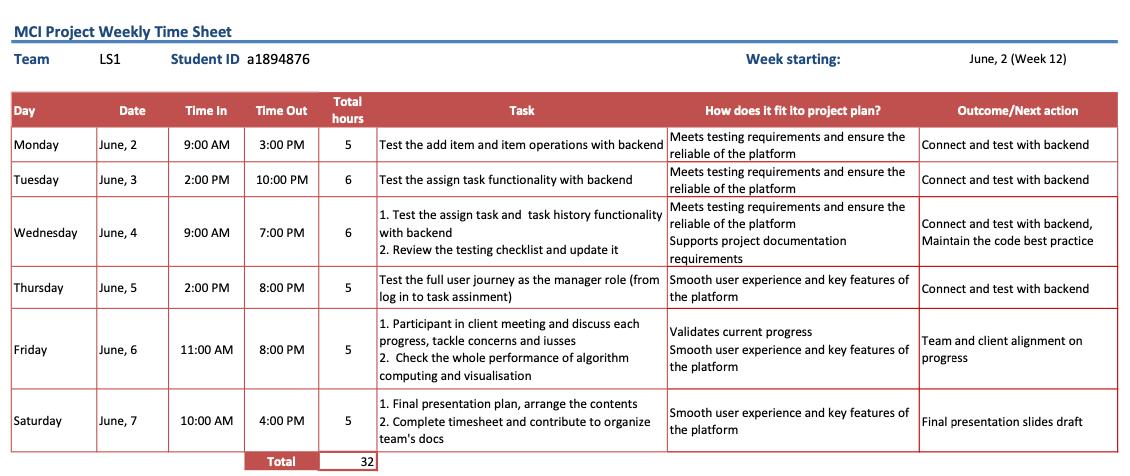 MCI Project Weekly Time Sheet
Team LS1 Student ID a1894876 Week starting: June, 2 (Week 12)
Day Date Time In Time Out Total hours Task How does it fit ito project plan? Outcome/Next action
Monday June, 2 9:00 AM 3:00 PM 5 Test the add item and item operations with backend Meets testing requirements and ensure the reliable of the platform Connect and test with backend
Tuesday June, 3 2:00 PM 10:00 PM 6 Test the assign task functionality with backend Meets testing requirements and ensure the reliable of the platform Connect and test with backend
Wednesday June, 4 9:00 AM 7:00 PM 6 1. Test the assign task and  task history functionality with backend
2. Review the testing checklist and update it
Meets testing requirements and ensure the reliable of the platform
Supports project documentation requirements
Connect and test with backend, Maintain the code best practice
Thursday June, 5 2:00 PM 8:00 PM 5 Test the full user journey as the manager role (from log in to task assinment) Smooth user experience and key features of the platform Connect and test with backend
Friday June, 6 11:00 AM 8:00 PM 5 1. Participant in client meeting and discuss each progress, tackle concerns and iusses
2.  Check the whole performance of algorithm computing and visualisation
Validates current progress
Smooth user experience and key features of the platform
Team and client alignment on progress
Saturday June, 7 10:00 AM 4:00 PM 5 1. Final presentation plan, arrange the contents
2. Complete timesheet and contribute to organize team's docs
Smooth user experience and key features of the platform
Final presentation slides draft
Total 32